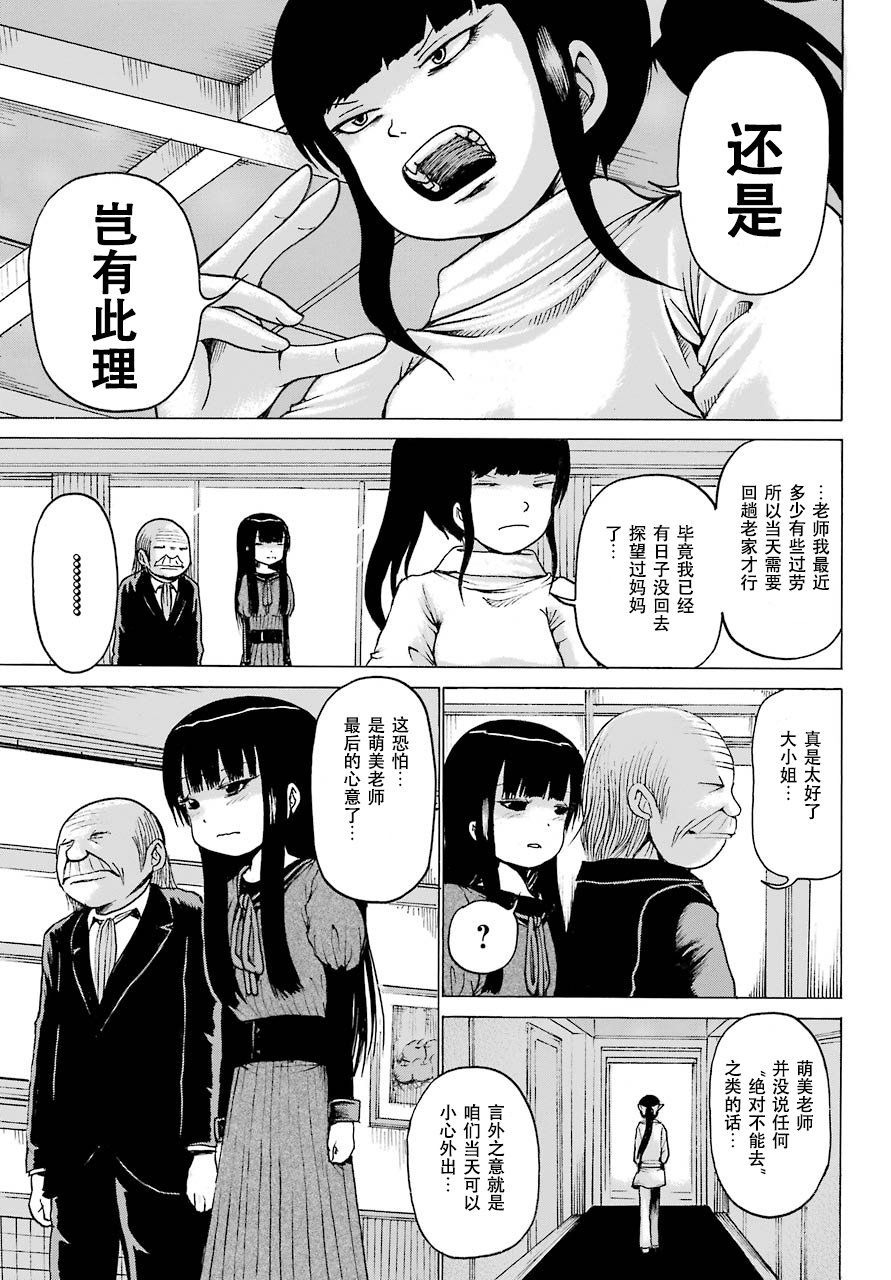 还是
岂有此理
…老师我最近
多少有些过劳
所以当天需要
回趟老家才行
毕竟我已经
有日子没回去
探望过妈妈
了…
………
真是太好了
大小姐…
？
这恐怕…
是萌美老师
最后的心意了…
萌美老师
并没说任何
“绝对不能去”
之类的话…
言外之意就是
咱们当天可以
小心外出…